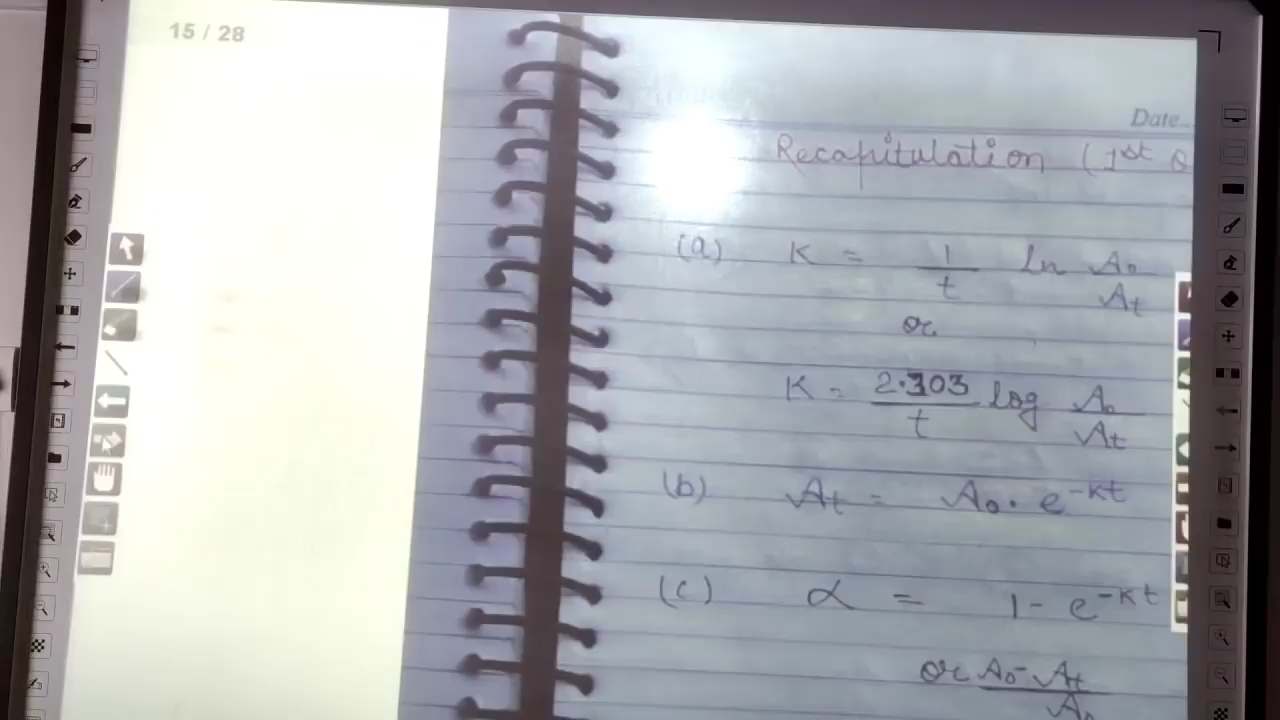 15 / 28
Date
Recapitulation (1st O
(a) K = 1/t ln A₀/Aₜ
or
K = 2.303/t log A₀/Aₜ
(b) Aₜ = A₀ · e^-kt
(c) α = 1 - e^-kt
or A₀ - Aₜ/A₀